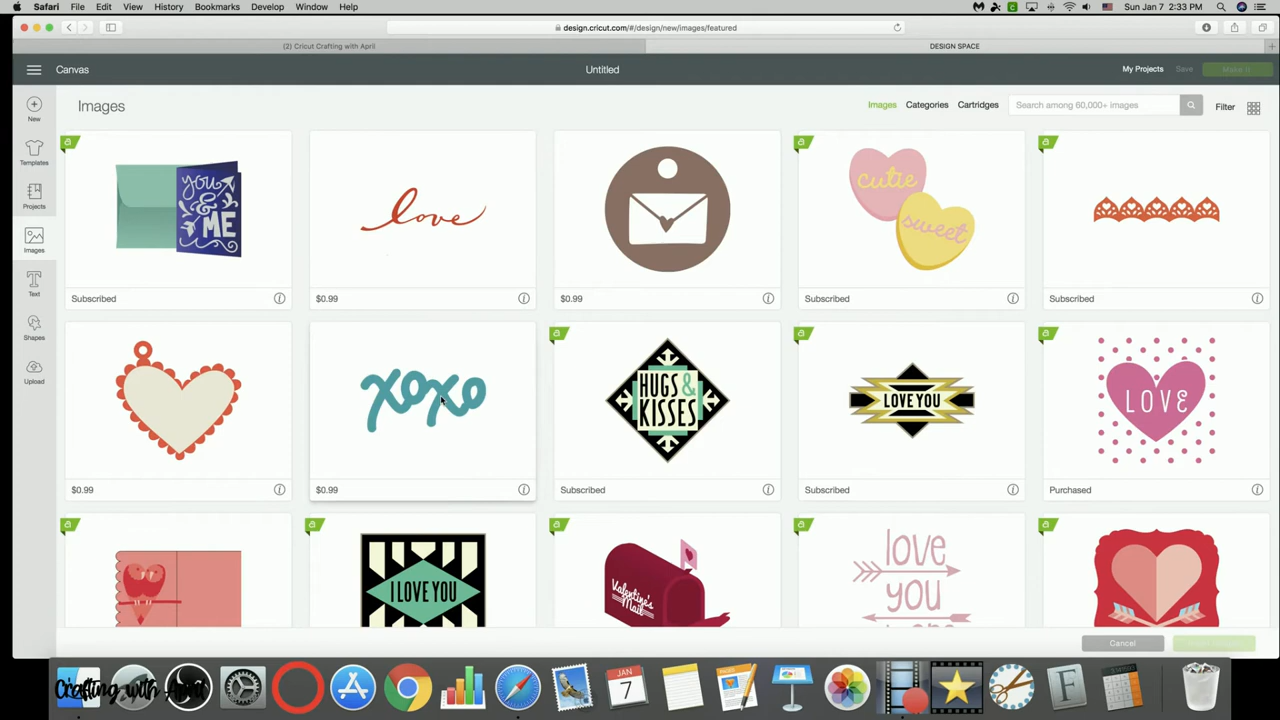 Safari File Edit View History Bookmarks Develop Window Help Sun Jan 7 2:33 PM
design.cricut.com/#/design/new/images/featured
(2) Cricut Crafting with April DESIGN SPACE
Canvas Untitled My Projects Save Make It
Images Images Categories Cartridges Search among 60,000+ images Filter
New
Templates
Projects
Images
Text
Shapes
Upload
you & ME
love
cutie
sweet
Subscribed $0.99 $0.99 Subscribed Subscribed
xoxo
HUGS & KISSES
LOVE YOU
LOVE
$0.99 $0.99 Subscribed Subscribed Purchased
I LOVE YOU
Valentine's Mail
love
you
Cancel
Crafting with April
JAN
7